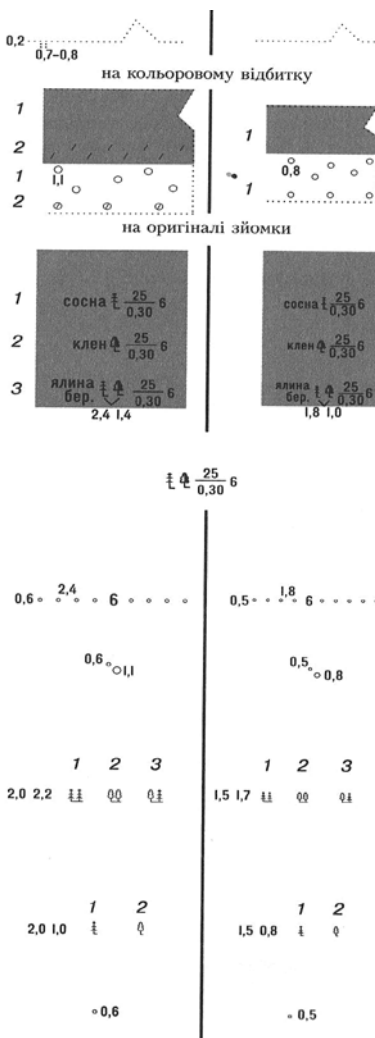 0,2
0,7–0,8
на кольоровому відбитку
1
2
1
1,1
2
1
0,8
1
на оригіналі зйомки
1 сосна 25 6 сосна 25 6
0,30 0,30
2 клен 25 6 клен 25 6
0,30 0,30
3 ялина 25 6 ялина 25 6
бер. 0,30 бер. 0,30
2,4 1,4 1,8 1,0
25 6
0,30
2,4 1,8
0,6 6 0,5 6
0,6 0,5
1,1 0,8
1 2 3 1 2 3
2,0 2,2 1,5 1,7
1 2 1 2
2,0 1,0 1,5 0,8
0,6 0,5